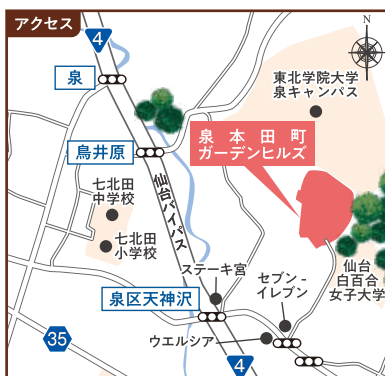 アクセス
4
N
泉
東北学院大学
泉キャンパス
泉本田町
ガーデンヒルズ
鳥井原
仙台バイパス
七北田
中学校
七北田
小学校
ステーキ宮
セブン-
イレブン
仙台
白百合
女子大学
泉区天神沢
ウエルシア
35
4